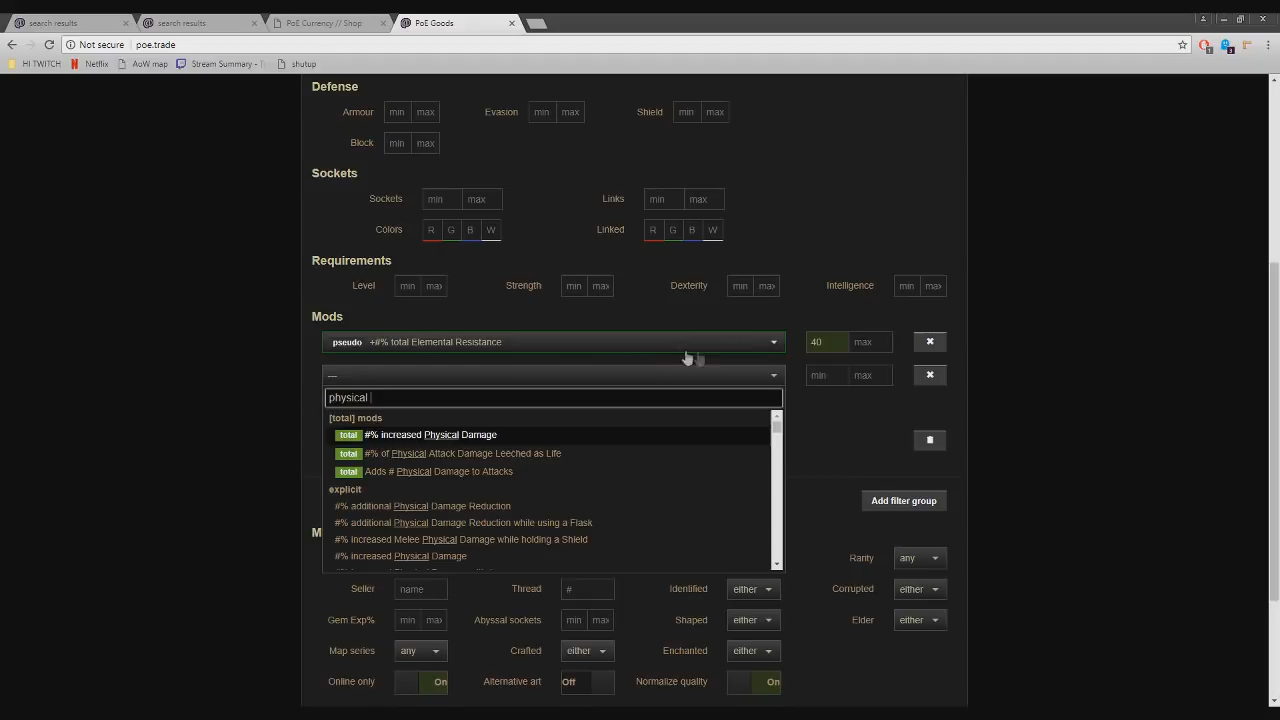 search results × search results × PoE Currency // Shop × PoE Goods ×
Not secure | poe.trade
HI TWITCH Netflix AoW map Stream Summary - T shutup
Defense
Armour min max Evasion min max Shield min max
Block min max
Sockets
Sockets min max Links min max
Colors R G B W Linked R G B W
Requirements
Level min max Strength min max Dexterity min max Intelligence min max
Mods
pseudo +#% total Elemental Resistance 40 max
— min max
physical
[total] mods
total #% increased Physical Damage
total #% of Physical Attack Damage Leeched as Life
total Adds # Physical Damage to Attacks
explicit
#% additional Physical Damage Reduction
Add filter group
#% additional Physical Damage Reduction while using a Flask
#% increased Melee Physical Damage while holding a Shield
#% increased Physical Damage
Rarity any
Seller name Thread # Identified either Corrupted either
Gem Exp% min max Abyssal sockets min max Shaped either Elder either
Map series any Crafted either Enchanted either
Online only On Alternative art Off Normalize quality On